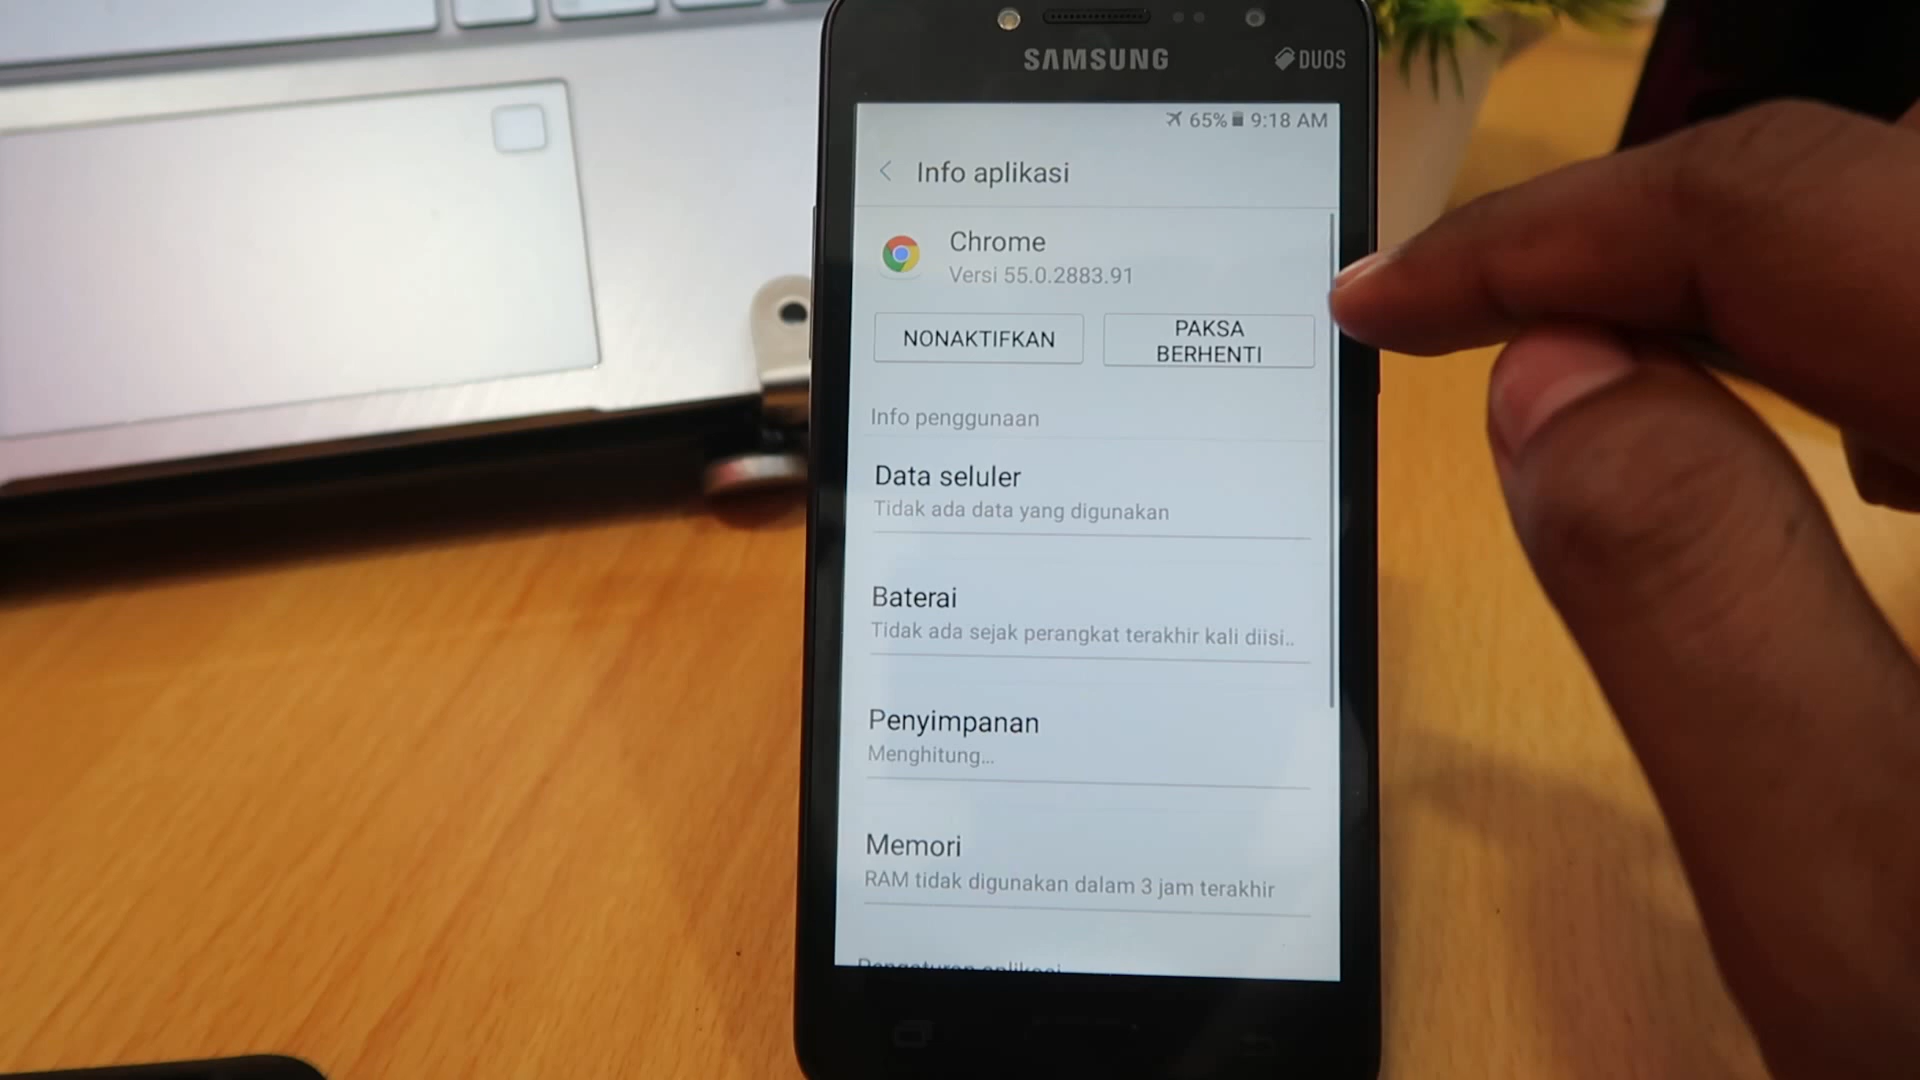 SAMSUNG
DUOS
65% 9:18 AM
Info aplikasi
Chrome
Versi 55.0.2883.91
NONAKTIFKAN
PAKSA
BERHENTI
Info penggunaan
Data seluler
Tidak ada data yang digunakan
Baterai
Tidak ada sejak perangkat terakhir kali diisi..
Penyimpanan
Menghitung...
Memori
RAM tidak digunakan dalam 3 jam terakhir
Pengaturan aplikasi